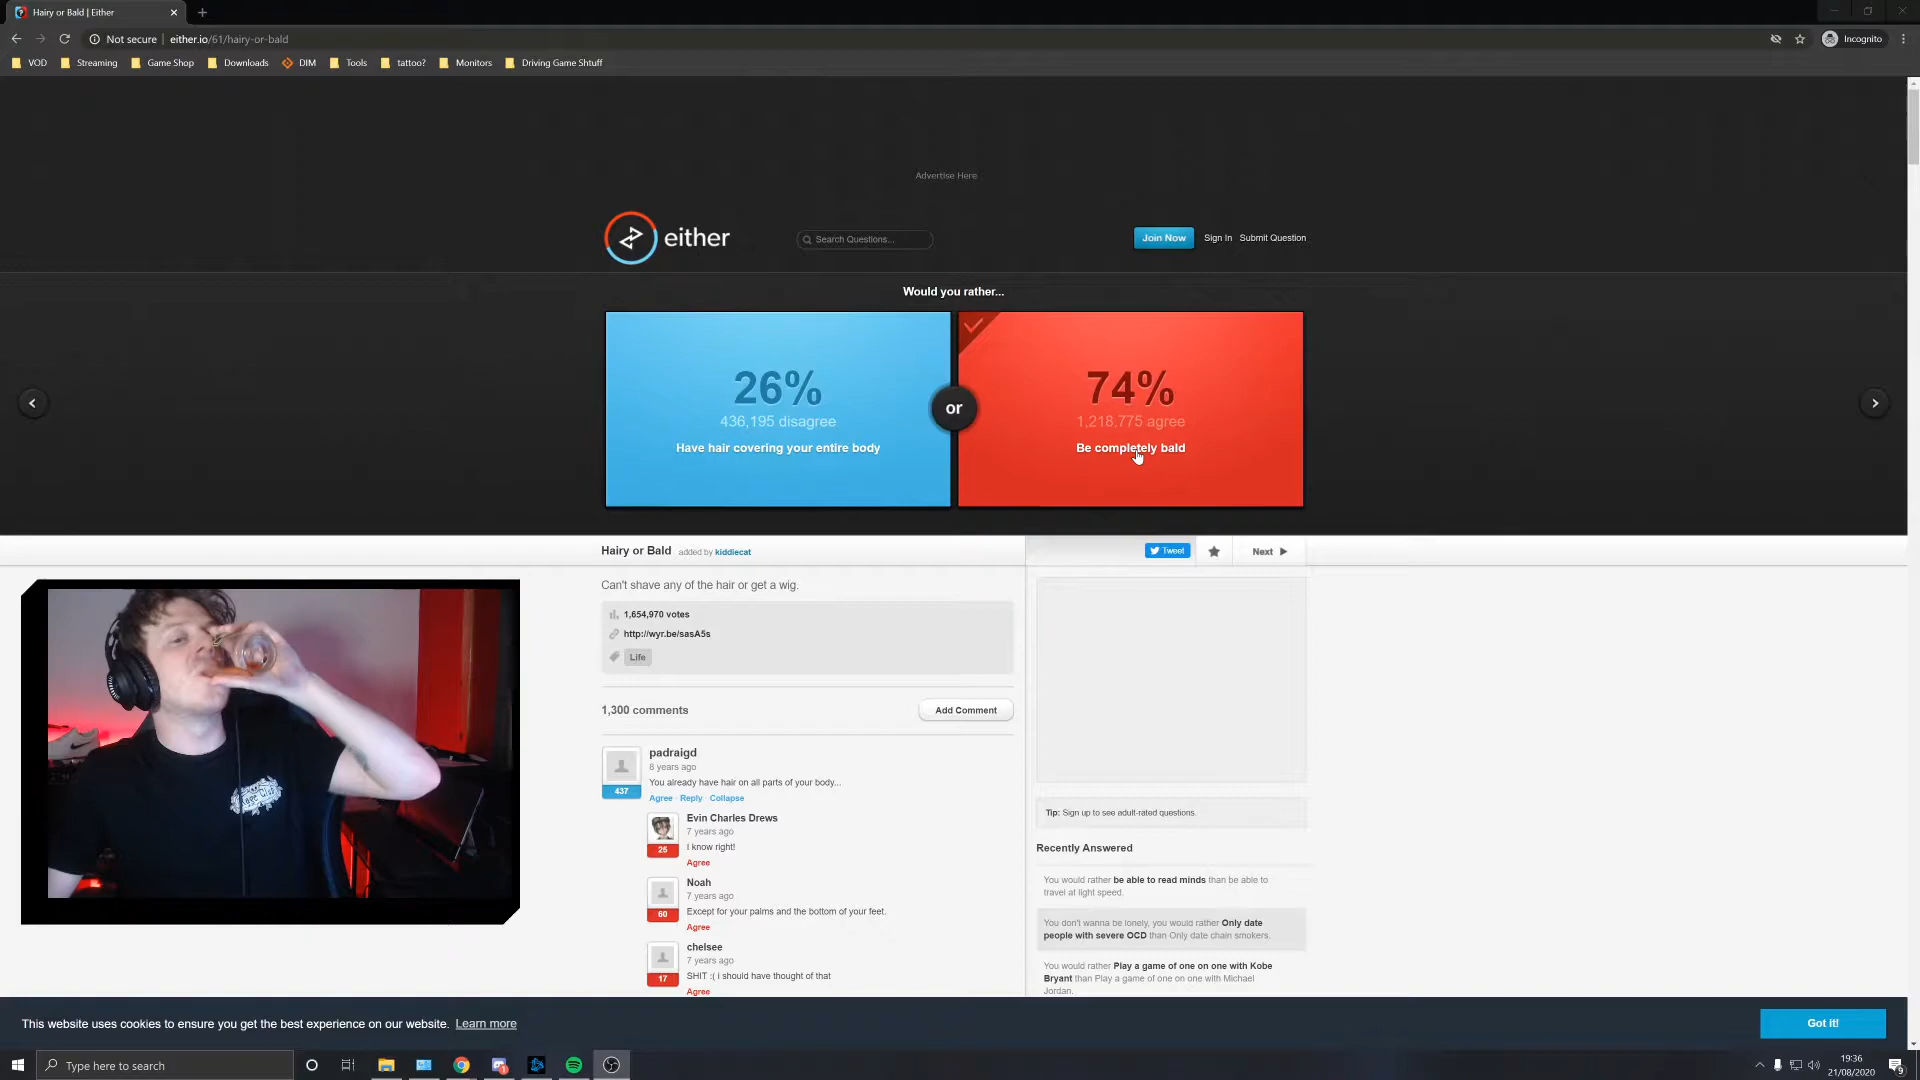 Hairy or Bald | Either
Not secure | either.io/61/hairy-or-bald
Incognito
VOD Streaming Game Shop Downloads DIM Tools tattoo? Monitors Driving Game Shtuff
Advertise Here
either
Search Questions...
Join Now Sign In Submit Question
Would you rather...
26%
436,195 disagree
Have hair covering your entire body
or
74%
1,218,775 agree
Be completely bald
Hairy or Bald added by kiddiecat
Tweet
Next
Can't shave any of the hair or get a wig.
1,654,970 votes
http://wyr.be/sasA5s
Life
1,300 comments
Add Comment
padraigd
8 years ago
You already have hair on all parts of your body...
437
Agree · Reply · Collapse
Evin Charles Drews
7 years ago
I know right!
25
Agree
Noah
7 years ago
Except for your palms and the bottom of your feet.
60
Agree
chelsee
7 years ago
SHIT :( i should have thought of that
17
Agree
Tip: Sign up to see adult-rated questions.
Recently Answered
You would rather be able to read minds than be able to
travel at light speed.
You don't wanna be lonely, you would rather Only date
people with severe OCD than Only date chain smokers.
You would rather Play a game of one on one with Kobe
Bryant than Play a game of one on one with Michael
Jordan.
This website uses cookies to ensure you get the best experience on our website. Learn more
Got it!
Type here to search
19:36
21/08/2020